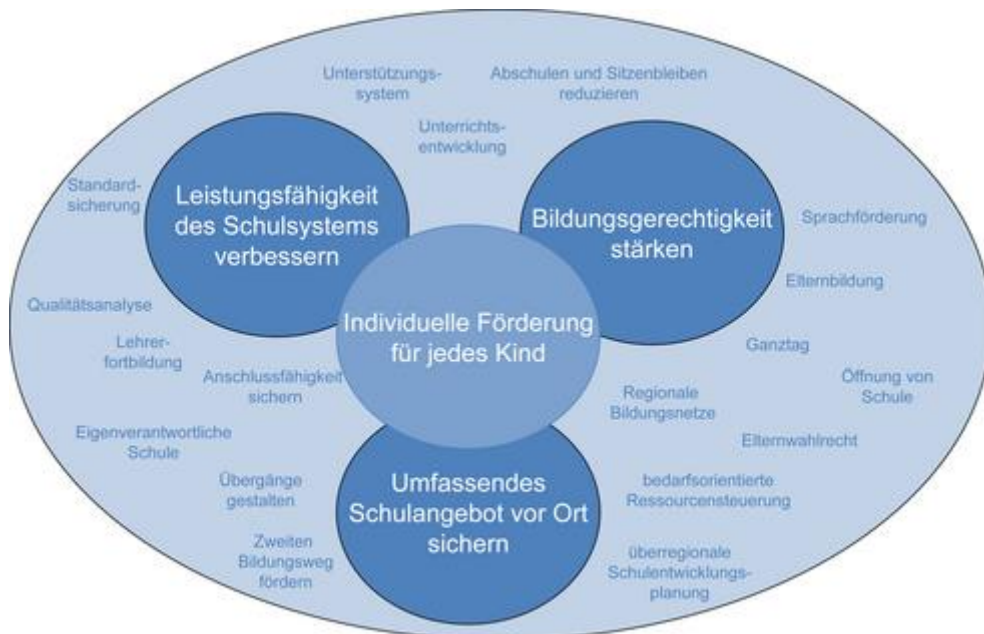 Unterstützungs-
system
Abschulen und Sitzenbleiben
reduzieren
Unterrichts-
entwicklung
Standard-
sicherung
Leistungsfähigkeit
des Schulsystems
verbessern
Bildungsgerechtigkeit
stärken
Sprachförderung
Elternbildung
Qualitätsanalyse
Individuelle Förderung
für jedes Kind
Lehrer-
fortbildung
Ganztag
Anschlussfähigkeit
sichern
Regionale
Bildungsnetze
Öffnung von
Schule
Eigenverantwortliche
Schule
Elternwahlrecht
Übergänge
gestalten
Umfassendes
Schulangebot vor Ort
sichern
bedarfsorientierte
Ressourcensteuerung
Zweiten
Bildungsweg
fördern
überregionale
Schulentwicklungs-
planung